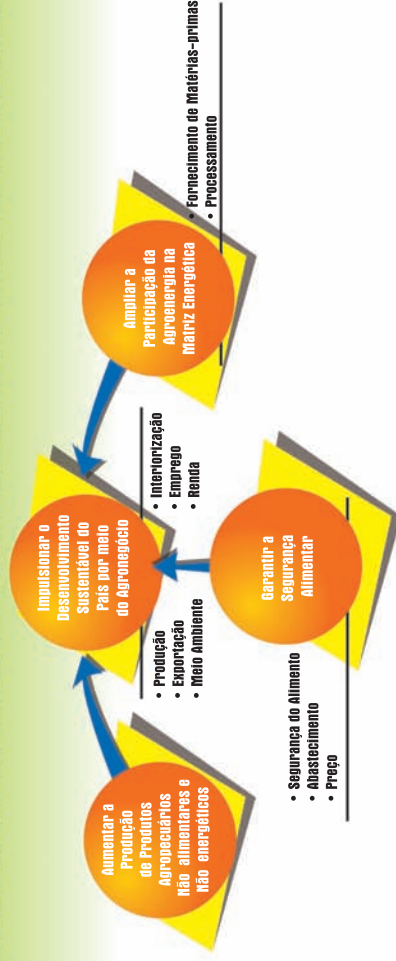 Impulsionar o
Desenvolvimento
Sustentável do
País por meio
do Agronegócio
• Produção
• Exportação
• Meio Ambiente
• Interiorização
• Emprego
• Renda
Aumentar a
Produção
de Produtos
Agropecuários
Não alimentares e
Não energéticos
Garantir a
Segurança
Alimentar
• Segurança do Alimento
• Abastecimento
• Preço
Ampliar a
Participação da
Agroenergia na
Matriz Energética
• Fornecimento de Matérias-primas
• Processamento